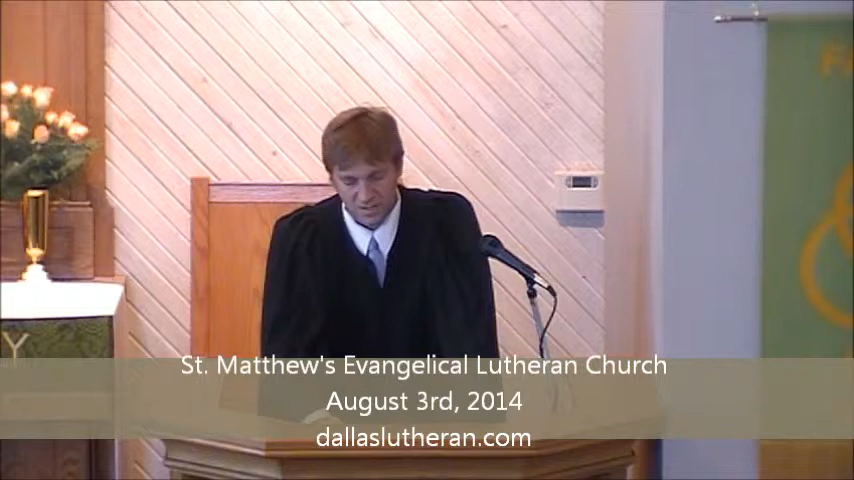 St. Matthew's Evangelical Lutheran Church
August 3rd, 2014
dallaslutheran.com